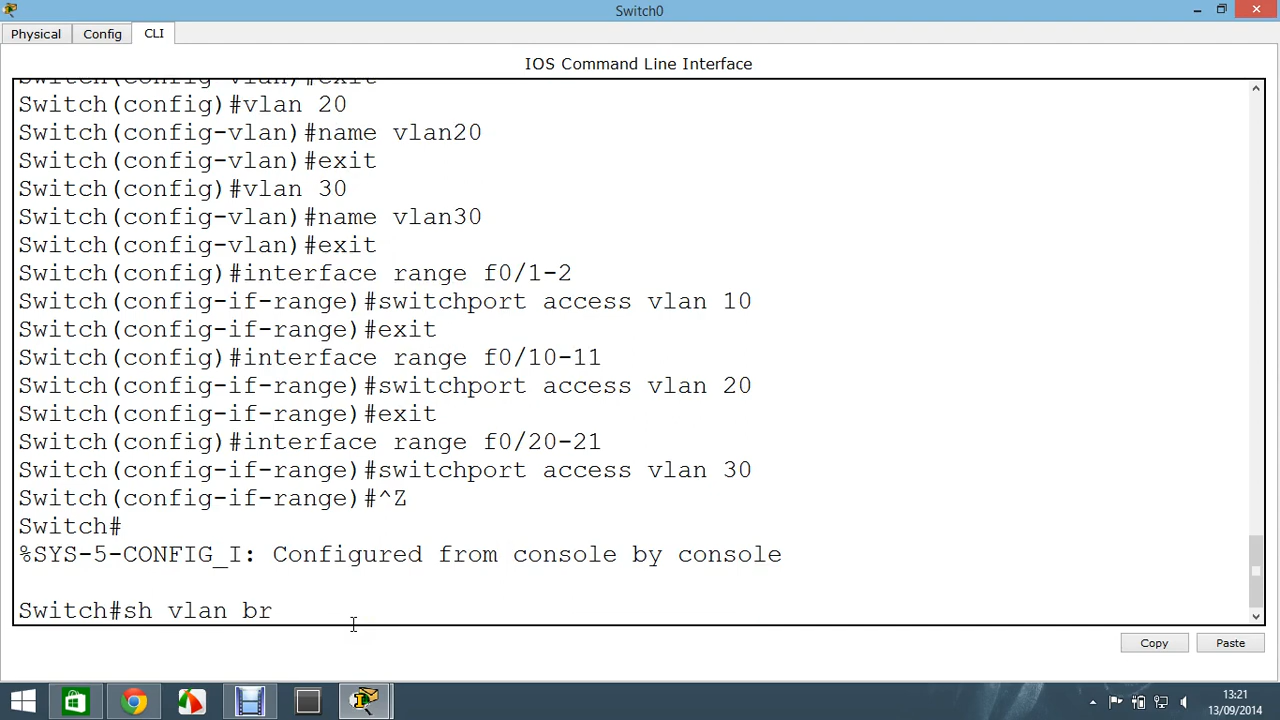 Switch0
Physical
Config
CLI
IOS Command Line Interface
Switch(config-vlan)#exit
Switch(config)#vlan 20
Switch(config-vlan)#name vlan20
Switch(config-vlan)#exit
Switch(config)#vlan 30
Switch(config-vlan)#name vlan30
Switch(config-vlan)#exit
Switch(config)#interface range f0/1-2
Switch(config-if-range)#switchport access vlan 10
Switch(config-if-range)#exit
Switch(config)#interface range f0/10-11
Switch(config-if-range)#switchport access vlan 20
Switch(config-if-range)#exit
Switch(config)#interface range f0/20-21
Switch(config-if-range)#switchport access vlan 30
Switch(config-if-range)#^Z
Switch#
%SYS-5-CONFIG_I: Configured from console by console
Switch#sh vlan br
Copy
Paste
13:21
13/09/2014